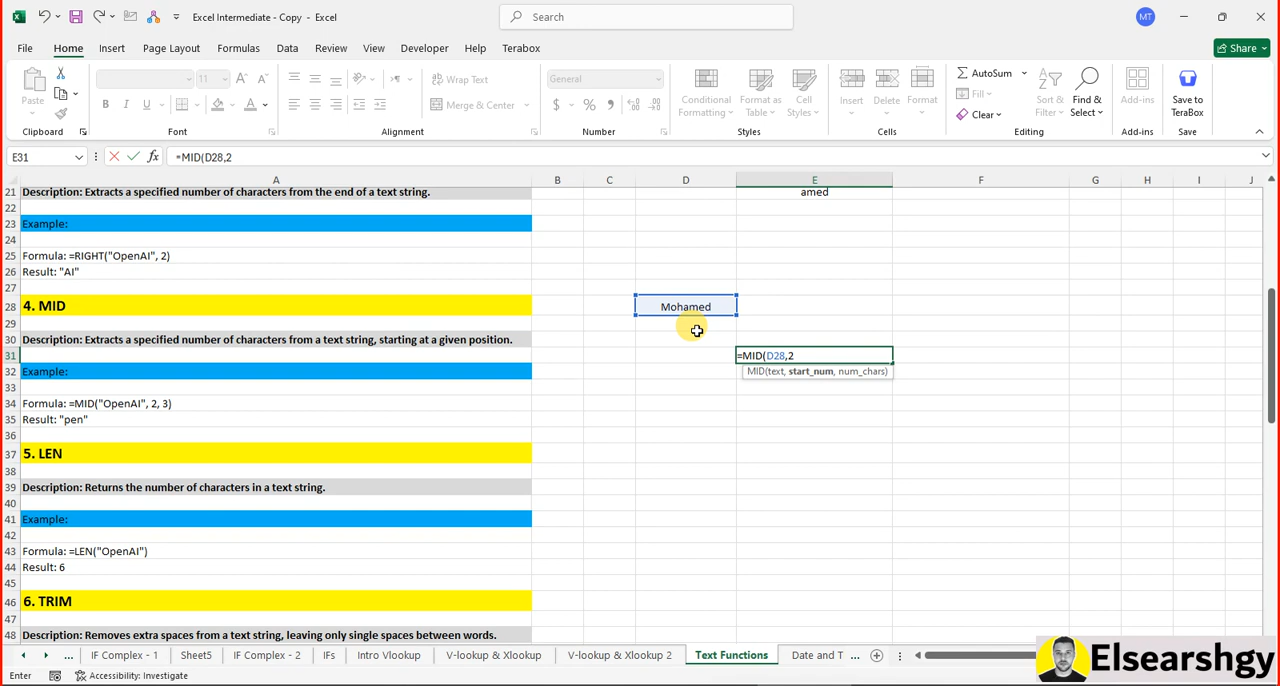 Excel Intermediate - Copy - Excel
Search
MT
File Home Insert Page Layout Formulas Data Review View Developer Help Terabox
Share
Paste
Clipboard
11
B I U
Font
Wrap Text
Merge & Center
Alignment
General
$ %
Number
Conditional Formatting
Format as Table
Cell Styles
Styles
Insert
Delete
Format
Cells
AutoSum
Fill
Clear
Sort & Filter
Find & Select
Editing
Add-ins
Add-ins
Save to TeraBox
Save
E31 fx =MID(D28,2
A B C D E F G H I J
21 Description: Extracts a specified number of characters from the end of a text string. amed
22
23 Example:
24
25 Formula: =RIGHT("OpenAI", 2)
26 Result: "AI"
27
28 4. MID Mohamed
29
30 Description: Extracts a specified number of characters from a text string, starting at a given position.
31 =MID(D28,2
32 Example: MID(text, start_num, num_chars)
33
34 Formula: =MID("OpenAI", 2, 3)
35 Result: "pen"
36
37 5. LEN
38
39 Description: Returns the number of characters in a text string.
40
41 Example:
42
43 Formula: =LEN("OpenAI")
44 Result: 6
45
46 6. TRIM
47
48 Description: Removes extra spaces from a text string, leaving only single spaces between words.
... IF Complex - 1 Sheet5 IF Complex - 2 IFs Intro Vlookup V-lookup & Xlookup V-lookup & Xlookup 2 Text Functions Date and T ...
Enter Accessibility: Investigate
Elsearshgy